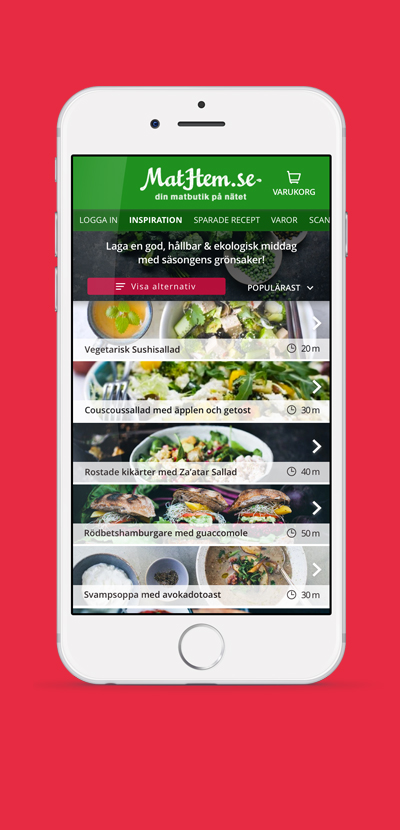 MatHem.se
din matbutik på nätet
VARUKORG
LOGGA IN INSPIRATION SPARADE RECEPT VAROR SCAN
Laga en god, hållbar & ekologisk middag
med säsongens grönsaker!
Visa alternativ POPULÄRAST
Vegetarisk Sushisallad 20 m
Couscoussallad med äpplen och getost 30 m
Rostade kikärter med Za'atar Sallad 40 m
Rödbetshamburgare med guaccomole 50 m
Svampsoppa med avokadotoast 30 m